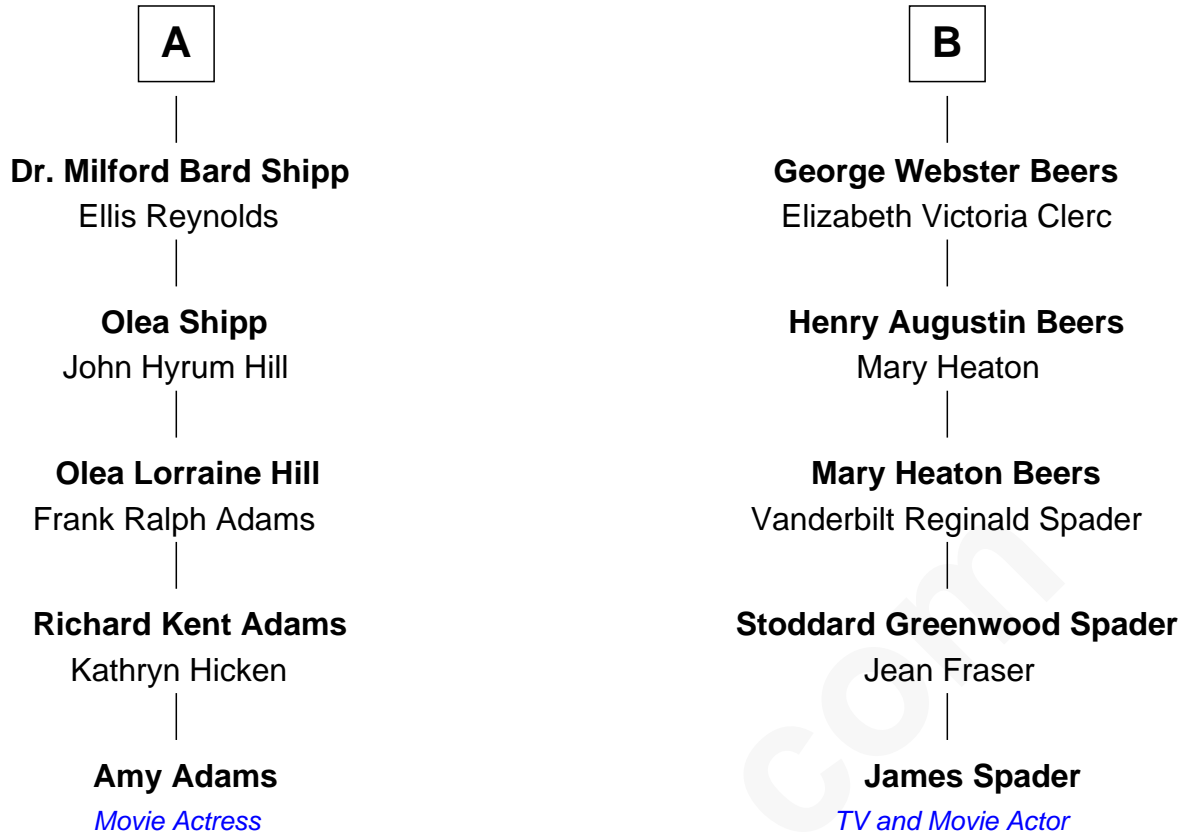 A
Dr. Milford Bard Shipp
Ellis Reynolds
Olea Shipp
John Hyrum Hill
Olea Lorraine Hill
Frank Ralph Adams
Richard Kent Adams
Kathryn Hicken
Amy Adams
Movie Actress
B
George Webster Beers
Elizabeth Victoria Clerc
Henry Augustin Beers
Mary Heaton
Mary Heaton Beers
Vanderbilt Reginald Spader
Stoddard Greenwood Spader
Jean Fraser
James Spader
TV and Movie Actor
com